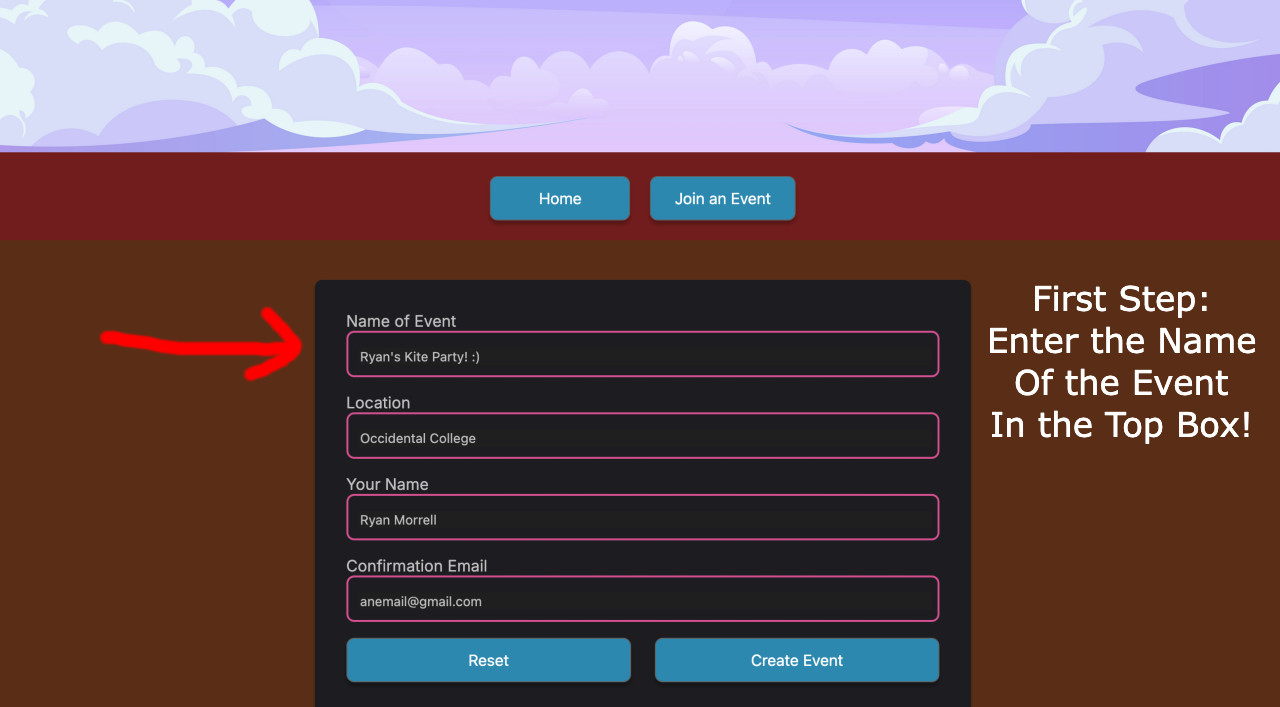 Home
Join an Event
First Step:
Enter the Name
Of the Event
In the Top Box!
Name of Event
Ryan's Kite Party! :)
Location
Occidental College
Your Name
Ryan Morrell
Confirmation Email
anemail@gmail.com
Reset
Create Event